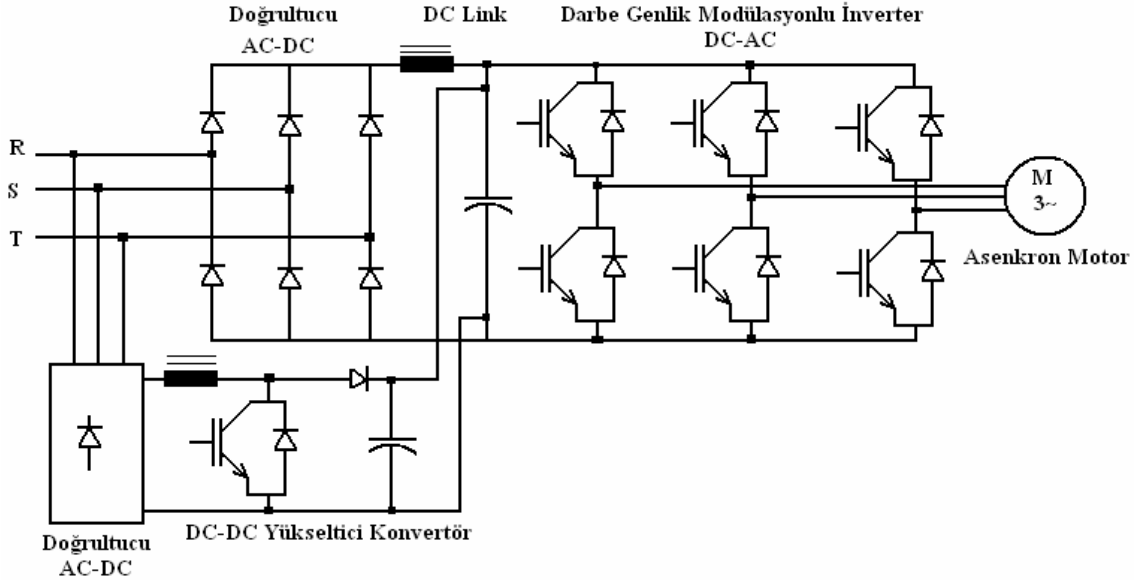 Doğrultucu
AC-DC
DC Link
Darbe Genlik Modülasyonlu İnverter
DC-AC
R
S
T
M
3~
Asenkron Motor
DC-DC Yükseltici Konvertör
Doğrultucu
AC-DC